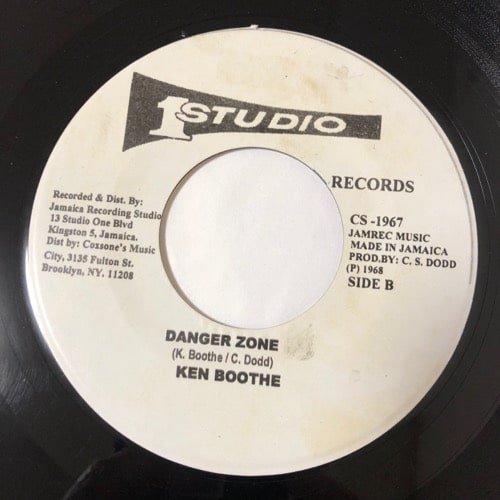 1 STUDIO
RECORDS
Recorded & Dist. By:
Jamaica Recording Studio
13 Studio One Blvd
Kingston 5, Jamaica.
Dist by: Coxsone's Music
City, 3135 Fulton St.
Brooklyn, NY. 11208
CS -1967
JAMREC MUSIC
MADE IN JAMAICA
PROD.BY: C. S. DODD
(P) 1968
SIDE B
DANGER ZONE
(K. Boothe / C. Dodd)
KEN BOOTHE